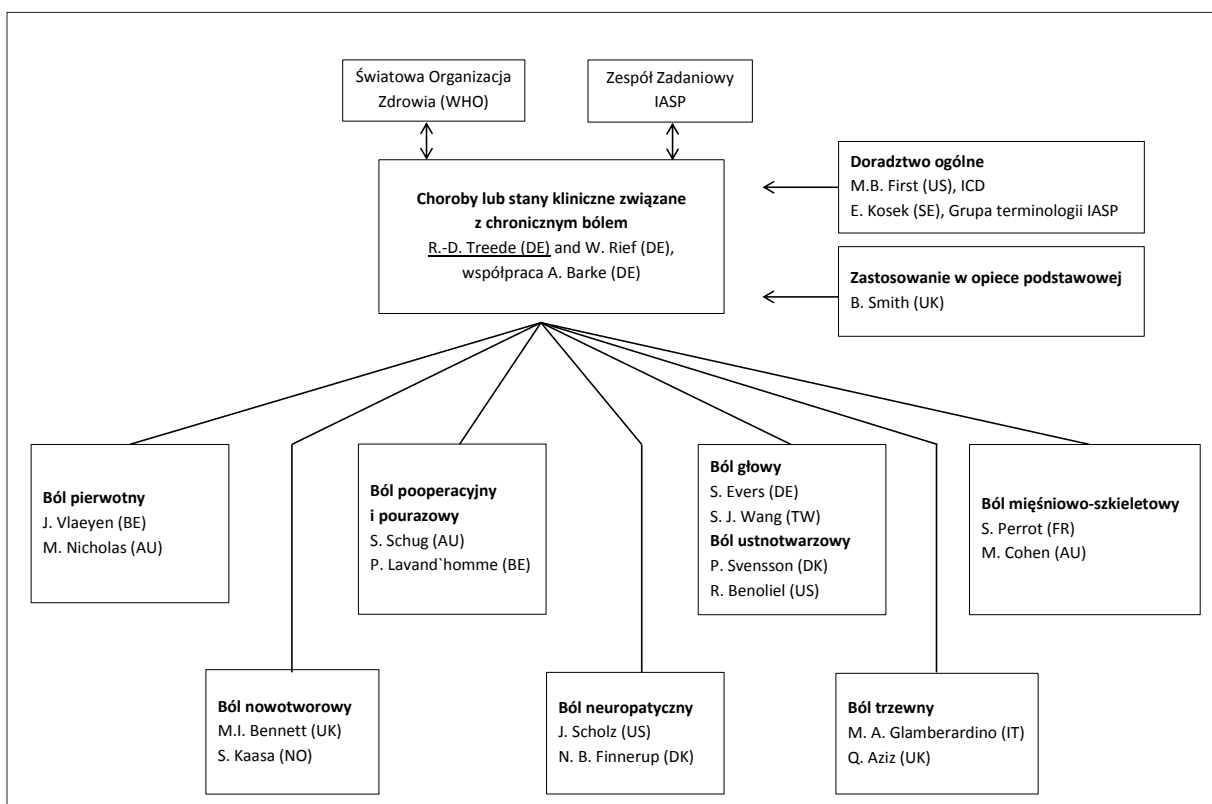 Światowa Organizacja
Zdrowia (WHO)
Zespół Zadaniowy
IASP
Choroby lub stany kliniczne związane
z chronicznym bólem
R.-D. Treede (DE) and W. Rief (DE),
współpraca A. Barke (DE)
Doradztwo ogólne
M.B. First (US), ICD
E. Kosek (SE), Grupa terminologii IASP
Zastosowanie w opiece podstawowej
B. Smith (UK)
Ból pierwotny
J. Vlaeyen (BE)
M. Nicholas (AU)
Ból pooperacyjny
i pourazowy
S. Schug (AU)
P. Lavand`homme (BE)
Ból głowy
S. Evers (DE)
S. J. Wang (TW)
Ból ustnotwarzowy
P. Svensson (DK)
R. Benoliel (US)
Ból mięśniowo-szkieletowy
S. Perrot (FR)
M. Cohen (AU)
Ból nowotworowy
M.I. Bennett (UK)
S. Kaasa (NO)
Ból neuropatyczny
J. Scholz (US)
N. B. Finnerup (DK)
Ból trzewny
M. A. Glamberardino (IT)
Q. Aziz (UK)